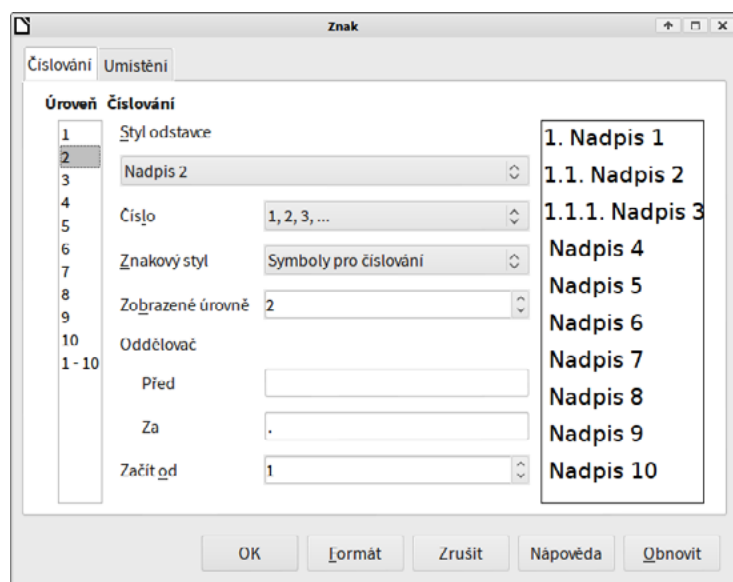 Znak
Číslování Umistěni
Úroveň Číslování
1
2
3
4
5
6
7
8
9
10
1 - 10
Styl odstavce
Nadpis 2
Číslo 1, 2, 3, ...
Znakový styl Symboly pro číslování
Zobrazené úrovně 2
Oddělovač
Před
Za .
Začít od 1
1. Nadpis 1
1.1. Nadpis 2
1.1.1. Nadpis 3
Nadpis 4
Nadpis 5
Nadpis 6
Nadpis 7
Nadpis 8
Nadpis 9
Nadpis 10
OK Formát Zrušit Nápověda Obnovit